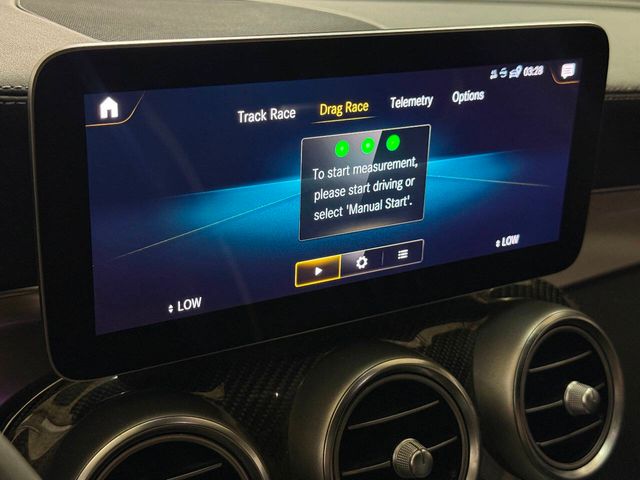 03:28
Track Race
Drag Race
Telemetry
Options
To start measurement,
please start driving or
select 'Manual Start'.
LOW
LOW